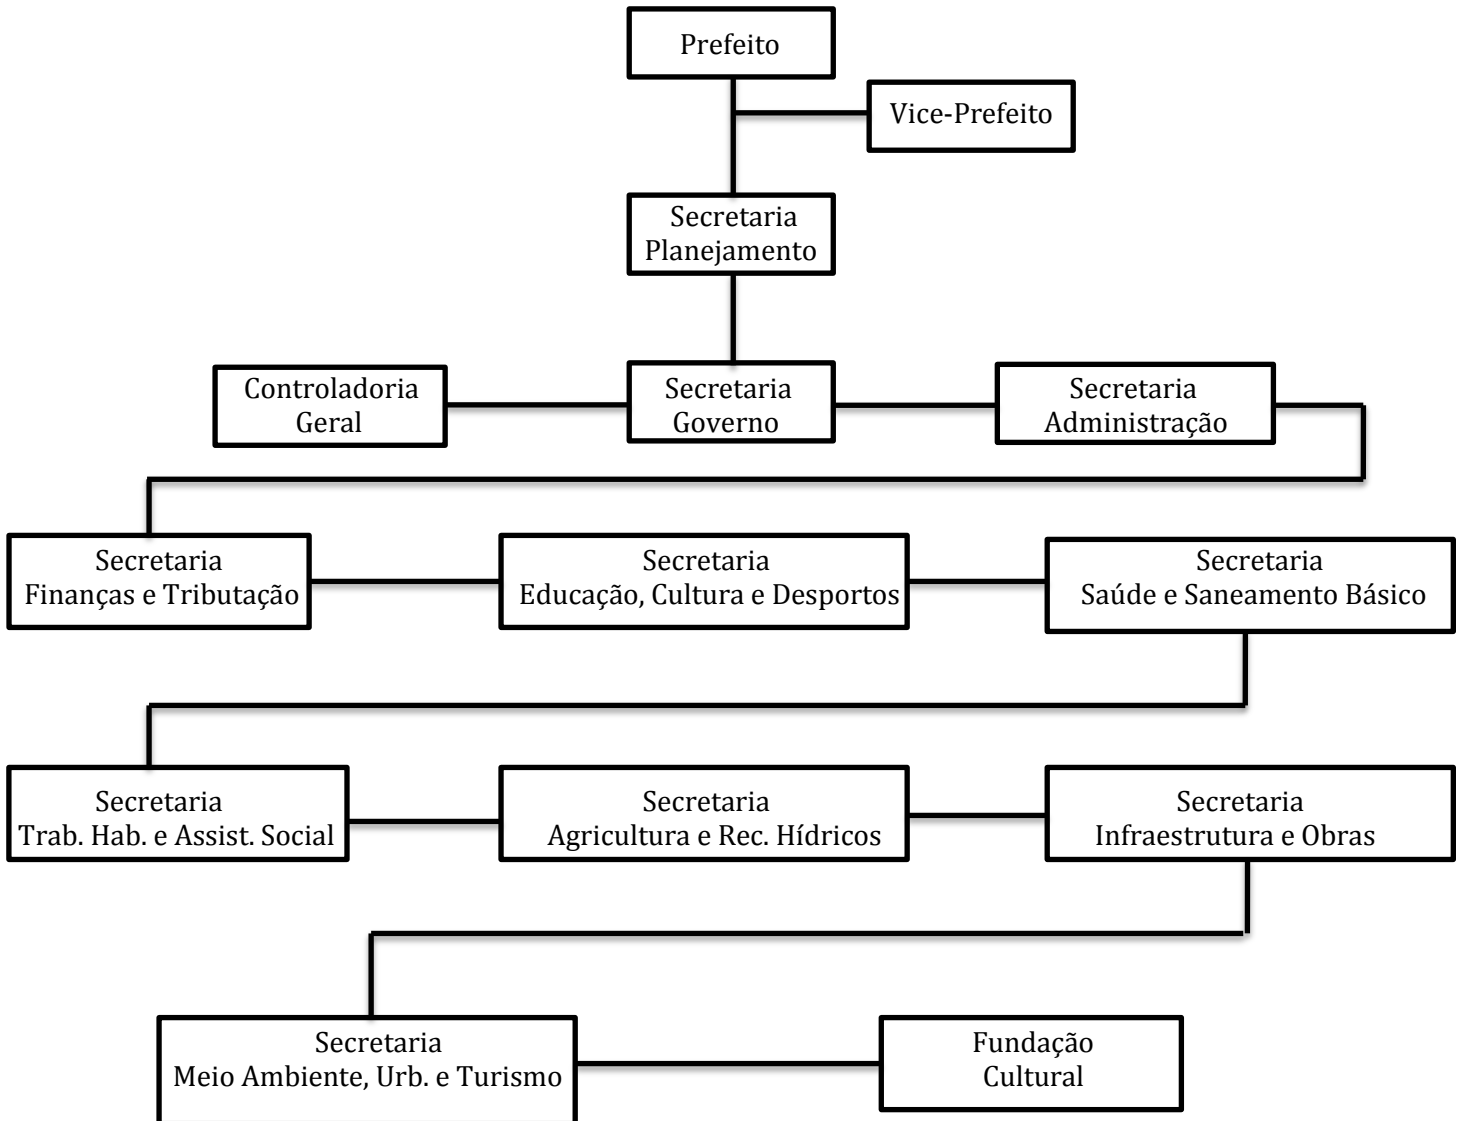 Prefeito
Vice-Prefeito
Secretaria
Planejamento
Controladoria
Geral
Secretaria
Governo
Secretaria
Administração
Secretaria
Finanças e Tributação
Secretaria
Educação, Cultura e Desportos
Secretaria
Saúde e Saneamento Básico
Secretaria
Trab. Hab. e Assist. Social
Secretaria
Agricultura e Rec. Hídricos
Secretaria
Infraestrutura e Obras
Secretaria
Meio Ambiente, Urb. e Turismo
Fundação
Cultural